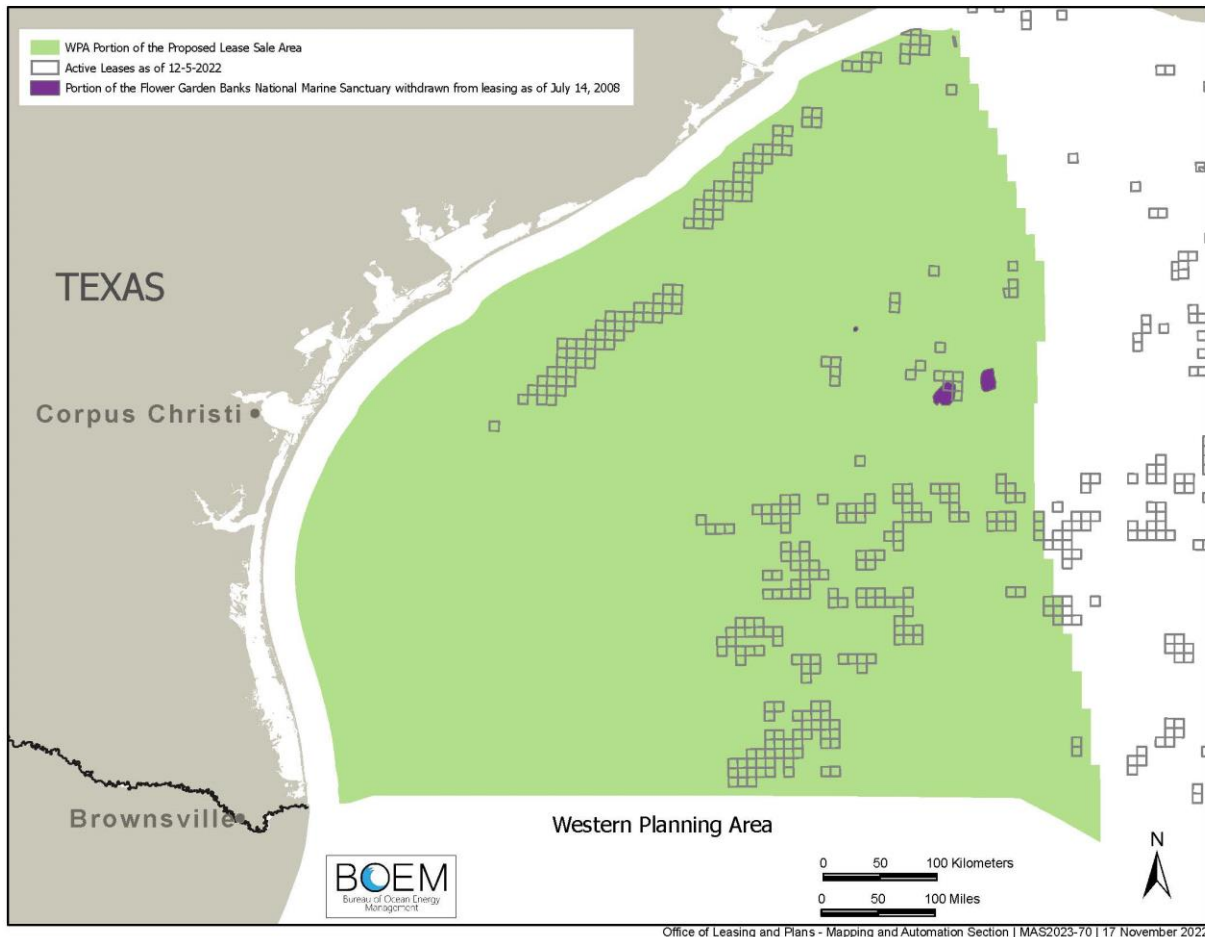 WPA Portion of the Proposed Lease Sale Area
Active Leases as of 12-5-2022
Portion of the Flower Garden Banks National Marine Sanctuary withdrawn from leasing as of July 14, 2008
TEXAS
Corpus Christi
Brownsville
Western Planning Area
BOEM
Bureau of Ocean Energy
Management
0 50 100 Kilometers
0 50 100 Miles
N
Office of Leasing and Plans - Mapping and Automation Section | MAS2023-70 | 17 November 2022